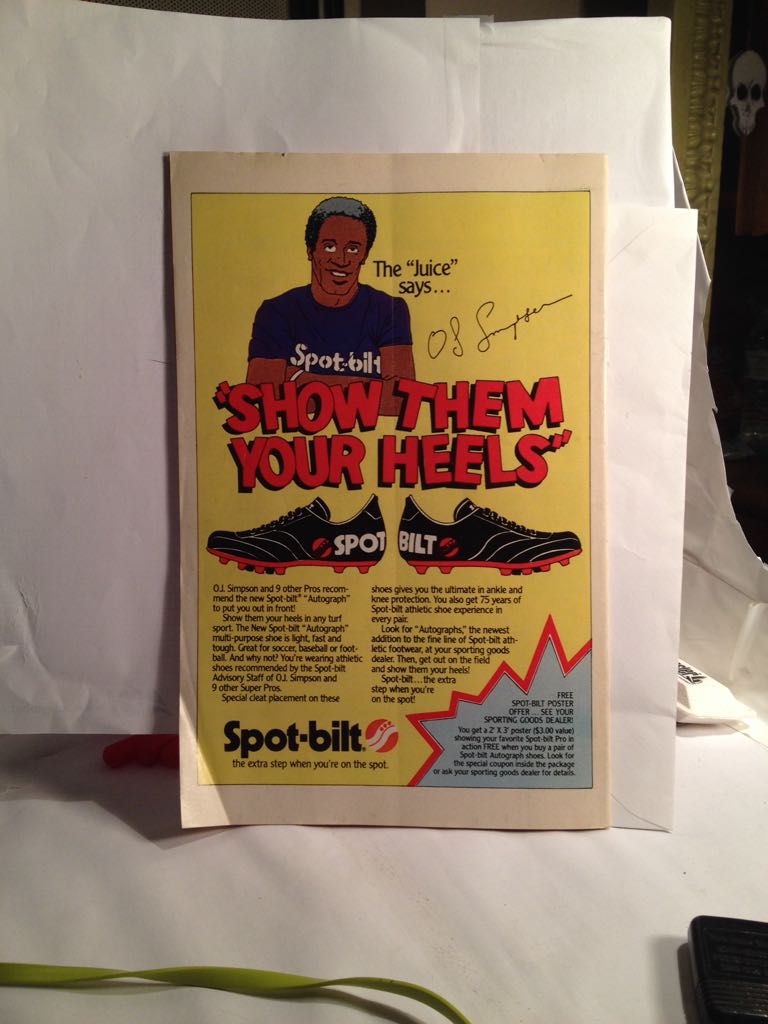 The "Juice"
says...
OJ Simpson
Spot-bilt
"SHOW THEM
YOUR HEELS"
SPOT BILT
O.J. Simpson and 9 other Pros recom-
mend the new Spot-bilt® "Autograph"
to put you out in front!
Show them your heels in any turf
sport. The New Spot-bilt "Autograph"
multi-purpose shoe is light, fast and
tough. Great for soccer, baseball or foot-
ball. And why not? You're wearing athletic
shoes recommended by the Spot-bilt
Advisory Staff of O.J. Simpson and
9 other Super Pros.
Special cleat placement on these
shoes gives you the ultimate in ankle and
knee protection. You also get 75 years of
Spot-bilt athletic shoe experience in
every pair.
Look for "Autographs," the newest
addition to the fine line of Spot-bilt ath-
letic footwear, at your sporting goods
dealer. Then, get out on the field
and show them your heels!
Spot-bilt... the extra
step when you're
on the spot!
Spot-bilt®
the extra step when you're on the spot.
FREE
SPOT-BILT POSTER
OFFER... SEE YOUR
SPORTING GOODS DEALER!
You get a 2' X 3' poster ($3.00 value)
showing your favorite Spot-bilt Pro in
action FREE when you buy a pair of
Spot-bilt Autograph shoes. Look for
the special coupon inside the package
or ask your sporting goods dealer for details.